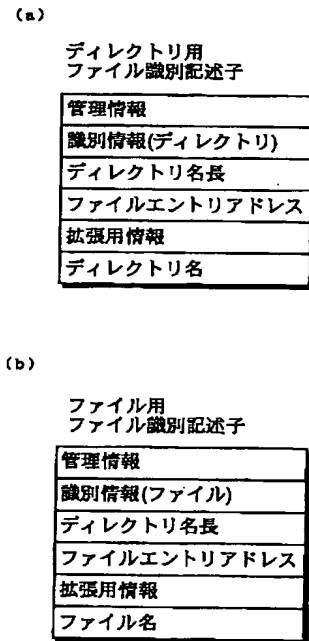 (a)
ディレクトリ用
ファイル識別記述子
管理情報
識別情報(ディレクトリ)
ディレクトリ名長
ファイルエントリアドレス
拡張用情報
ディレクトリ名
(b)
ファイル用
ファイル識別記述子
管理情報
識別情報(ファイル)
ディレクトリ名長
ファイルエントリアドレス
拡張用情報
ファイル名